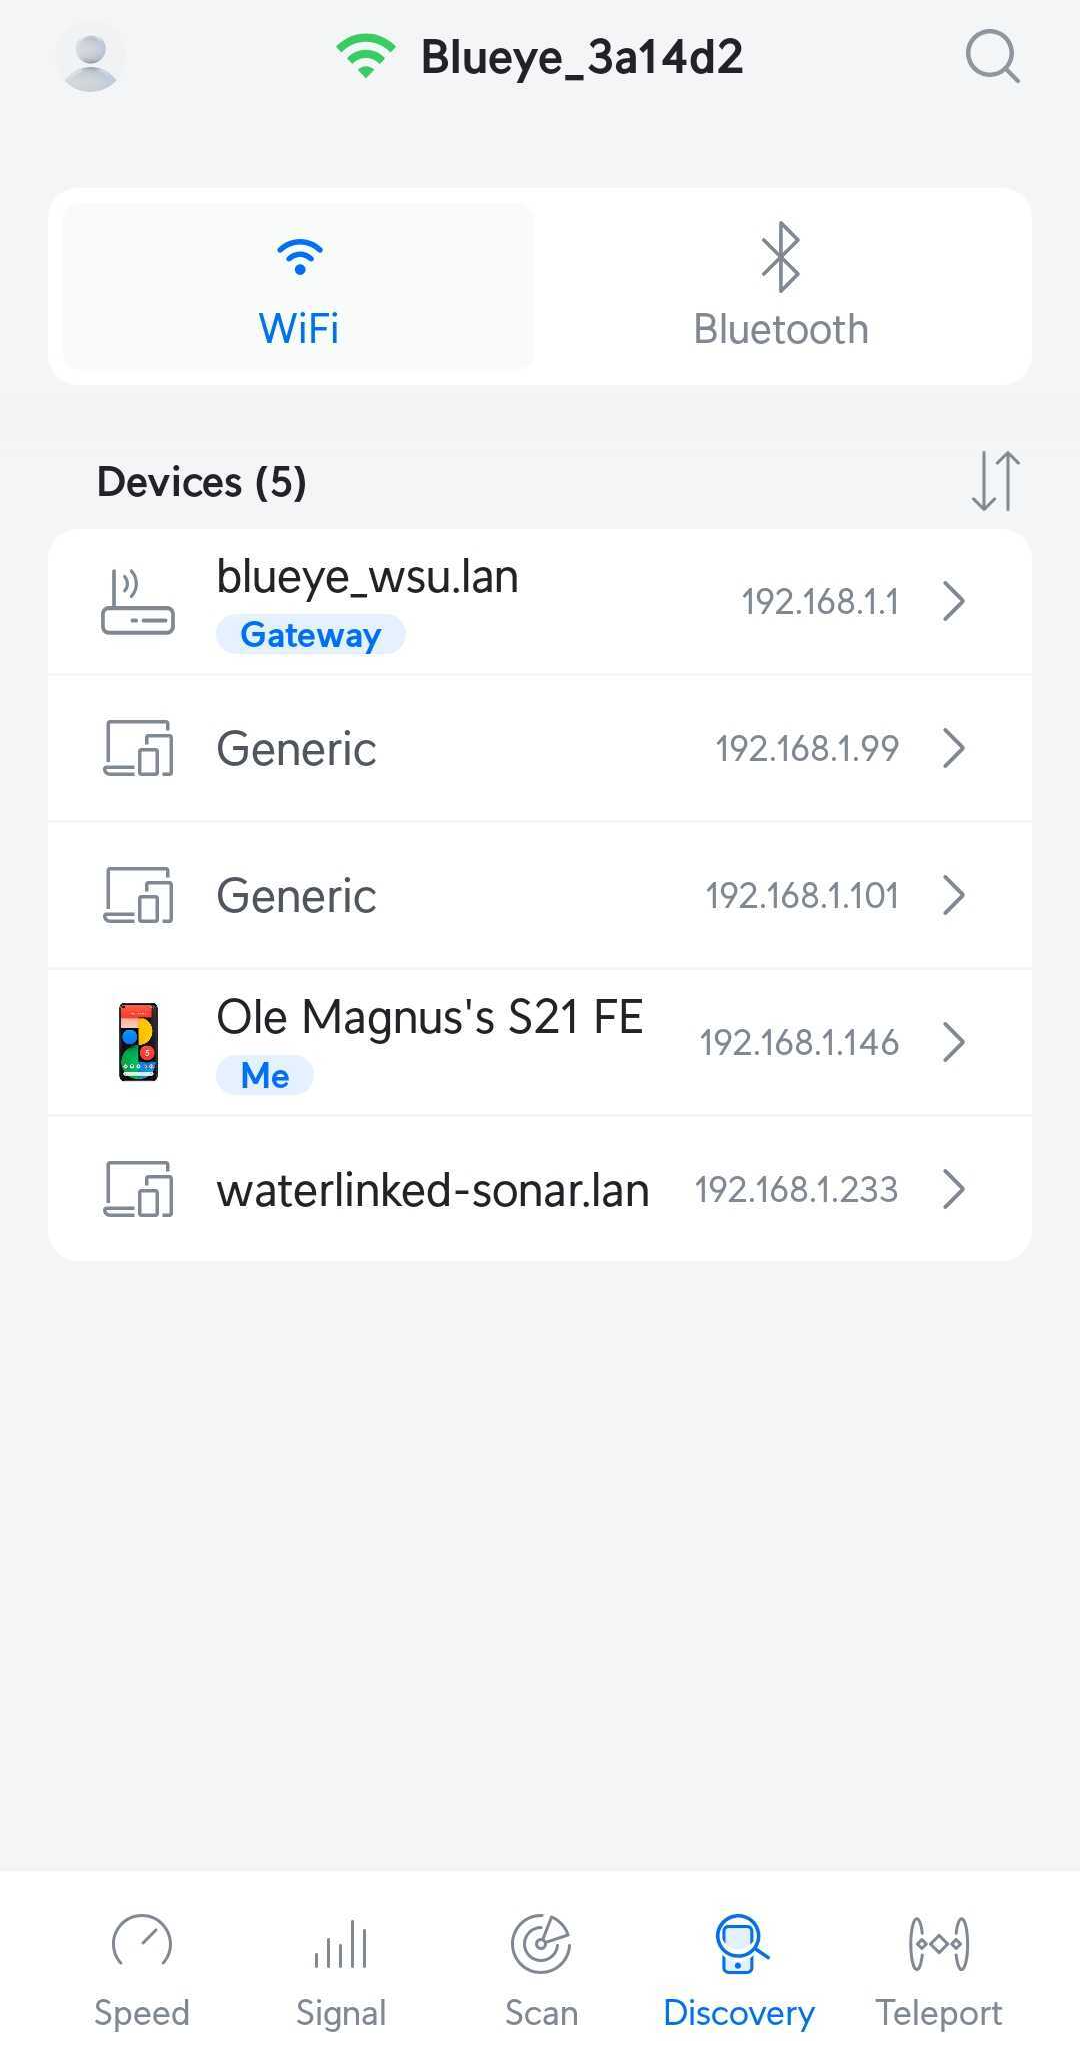 Blueye_3a14d2
WiFi
Bluetooth
Devices (5)
blueye_wsu.lan
192.168.1.1
Gateway
Generic
192.168.1.99
Generic
192.168.1.101
Ole Magnus's S21 FE
192.168.1.146
Me
waterlinked-sonar.lan
192.168.1.233
Speed
Signal
Scan
Discovery
Teleport